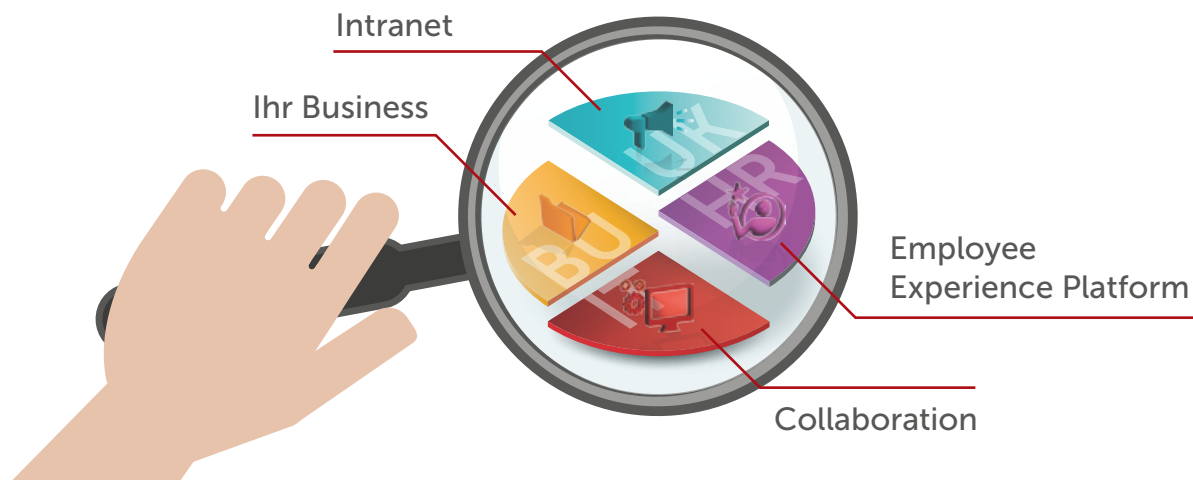 Intranet
Ihr Business
UK
HR
BU
IT
Employee
Experience Platform
Collaboration